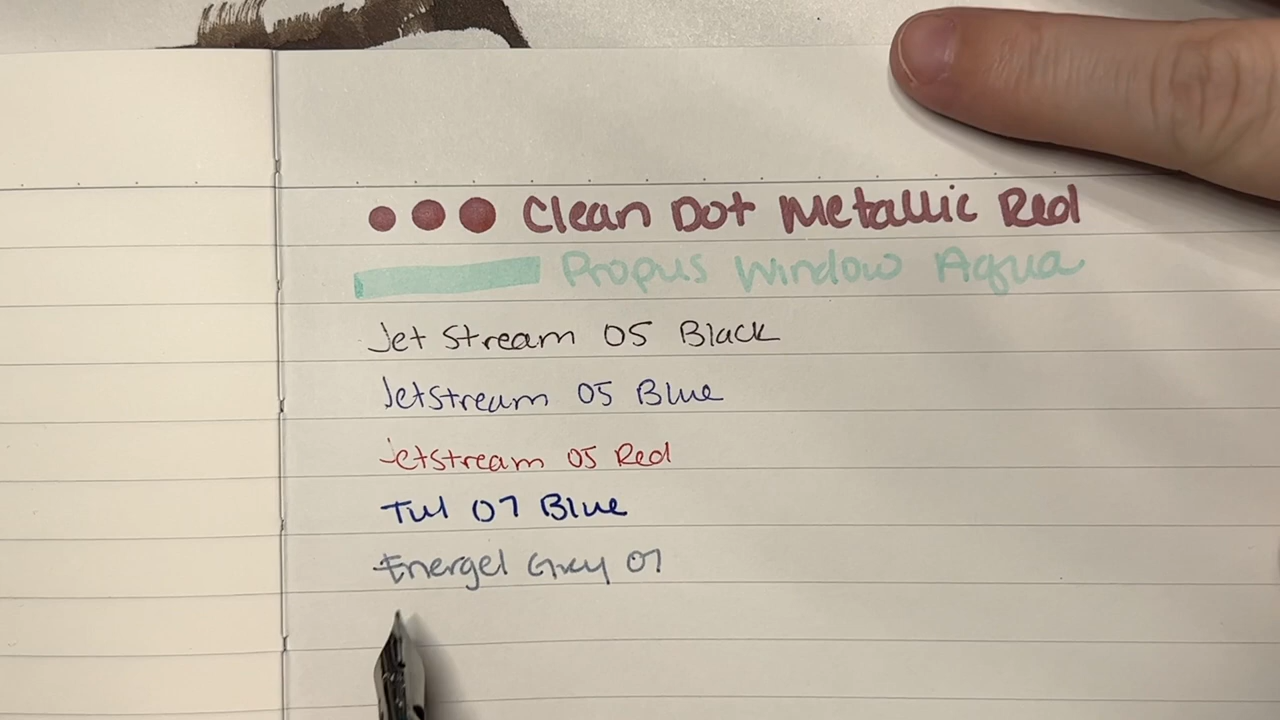 Clean Dot Metallic Red
Propus Window Aqua
Jet Stream 05 Black
Jetstream 05 Blue
Jetstream 05 Red
Tul 07 Blue
Energel Grey 07